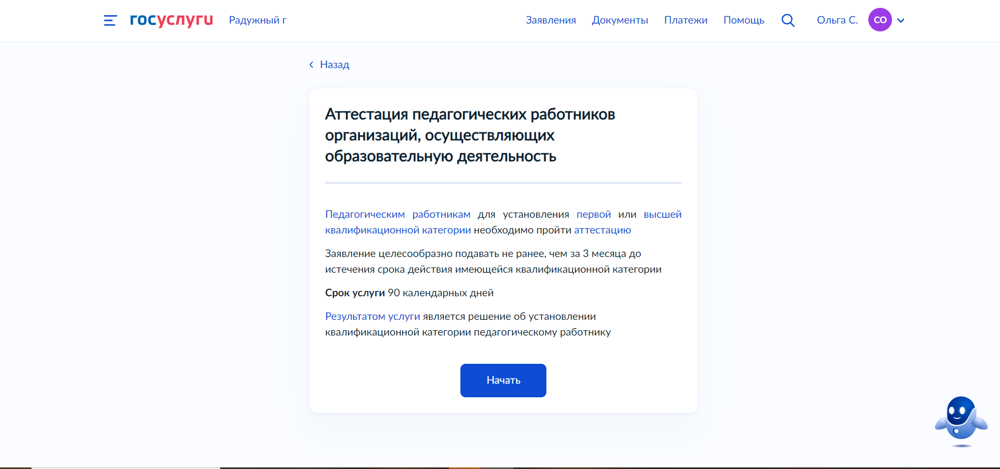 госуслуги Радужный г Заявления Документы Платежи Помощь Ольга С. СО
Назад
Аттестация педагогических работников
организаций, осуществляющих
образовательную деятельность
Педагогическим работникам для установления первой или высшей
квалификационной категории необходимо пройти аттестацию
Заявление целесообразно подавать не ранее, чем за 3 месяца до
истечения срока действия имеющейся квалификационной категории
Срок услуги 90 календарных дней
Результатом услуги является решение об установлении
квалификационной категории педагогическому работнику
Начать